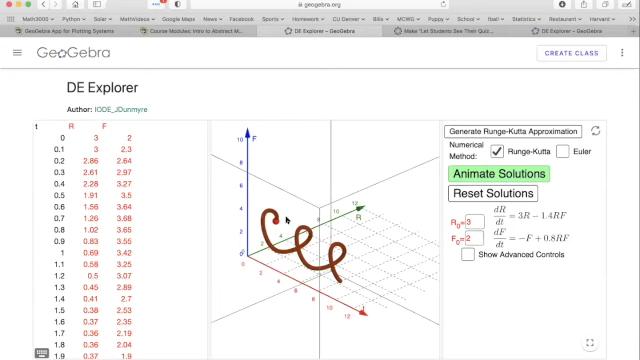 geogebra.org
Math3000 Python Solar MathVideos Google Maps Sports Homework CU Denver Bills MCWG Puppy Fball Statistics Restaurant Harvard
GeoGebra App for Plotting Systems
Course Modules: Intro to Abstract M...
DE Explorer – GeoGebra
Make "Let Students See Their Quiz...
DE Explorer – GeoGebra
GeoGebra
CREATE CLASS
DE Explorer
Author: IODE_JDunmyre
t R F
0 3 2
0.1 3 2.3
0.2 2.86 2.64
0.3 2.61 2.97
0.4 2.28 3.27
0.5 1.91 3.5
0.6 1.56 3.64
0.7 1.26 3.68
0.8 1.02 3.65
0.9 0.83 3.55
1 0.69 3.42
1.1 0.58 3.25
1.2 0.5 3.07
1.3 0.45 2.89
1.4 0.41 2.7
1.5 0.38 2.52
1.6 0.37 2.35
1.7 0.36 2.19
1.8 0.36 2.04
1.9 0.37 1.9
F
10
8
6
4
2
0
0
2
4
6
8
10
12
R
2
4
6
8
10
12
Generate Runge-Kutta Approximation
Numerical Method: Runge-Kutta Euler
Animate Solutions
Reset Solutions
R₀= 3 dR/dt = 3R − 1.4RF
F₀= 2 dF/dt = −F + 0.8RF
Show Advanced Controls